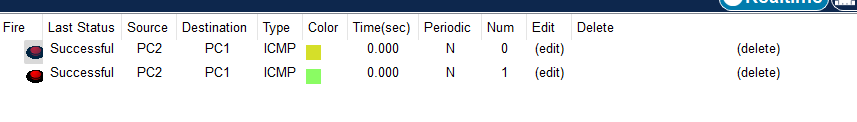 Realtime
Fire Last Status Source Destination Type Color Time(sec) Periodic Num Edit Delete
Successful PC2 PC1 ICMP 0.000 N 0 (edit) (delete)
Successful PC2 PC1 ICMP 0.000 N 1 (edit) (delete)